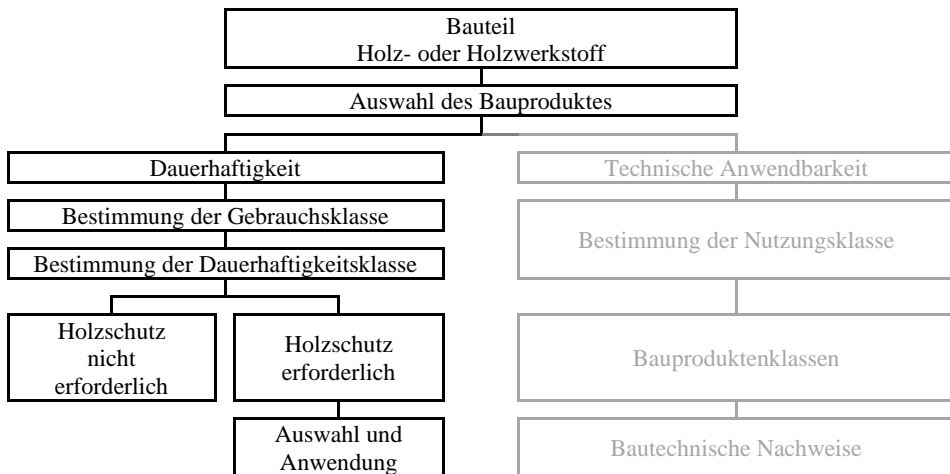 Bauteil
Holz- oder Holzwerkstoff
Auswahl des Bauproduktes
Dauerhaftigkeit
Technische Anwendbarkeit
Bestimmung der Gebrauchsklasse
Bestimmung der Nutzungsklasse
Bestimmung der Dauerhaftigkeitsklasse
Holzschutz
nicht
erforderlich
Holzschutz
erforderlich
Bauproduktenklassen
Auswahl und
Anwendung
Bautechnische Nachweise